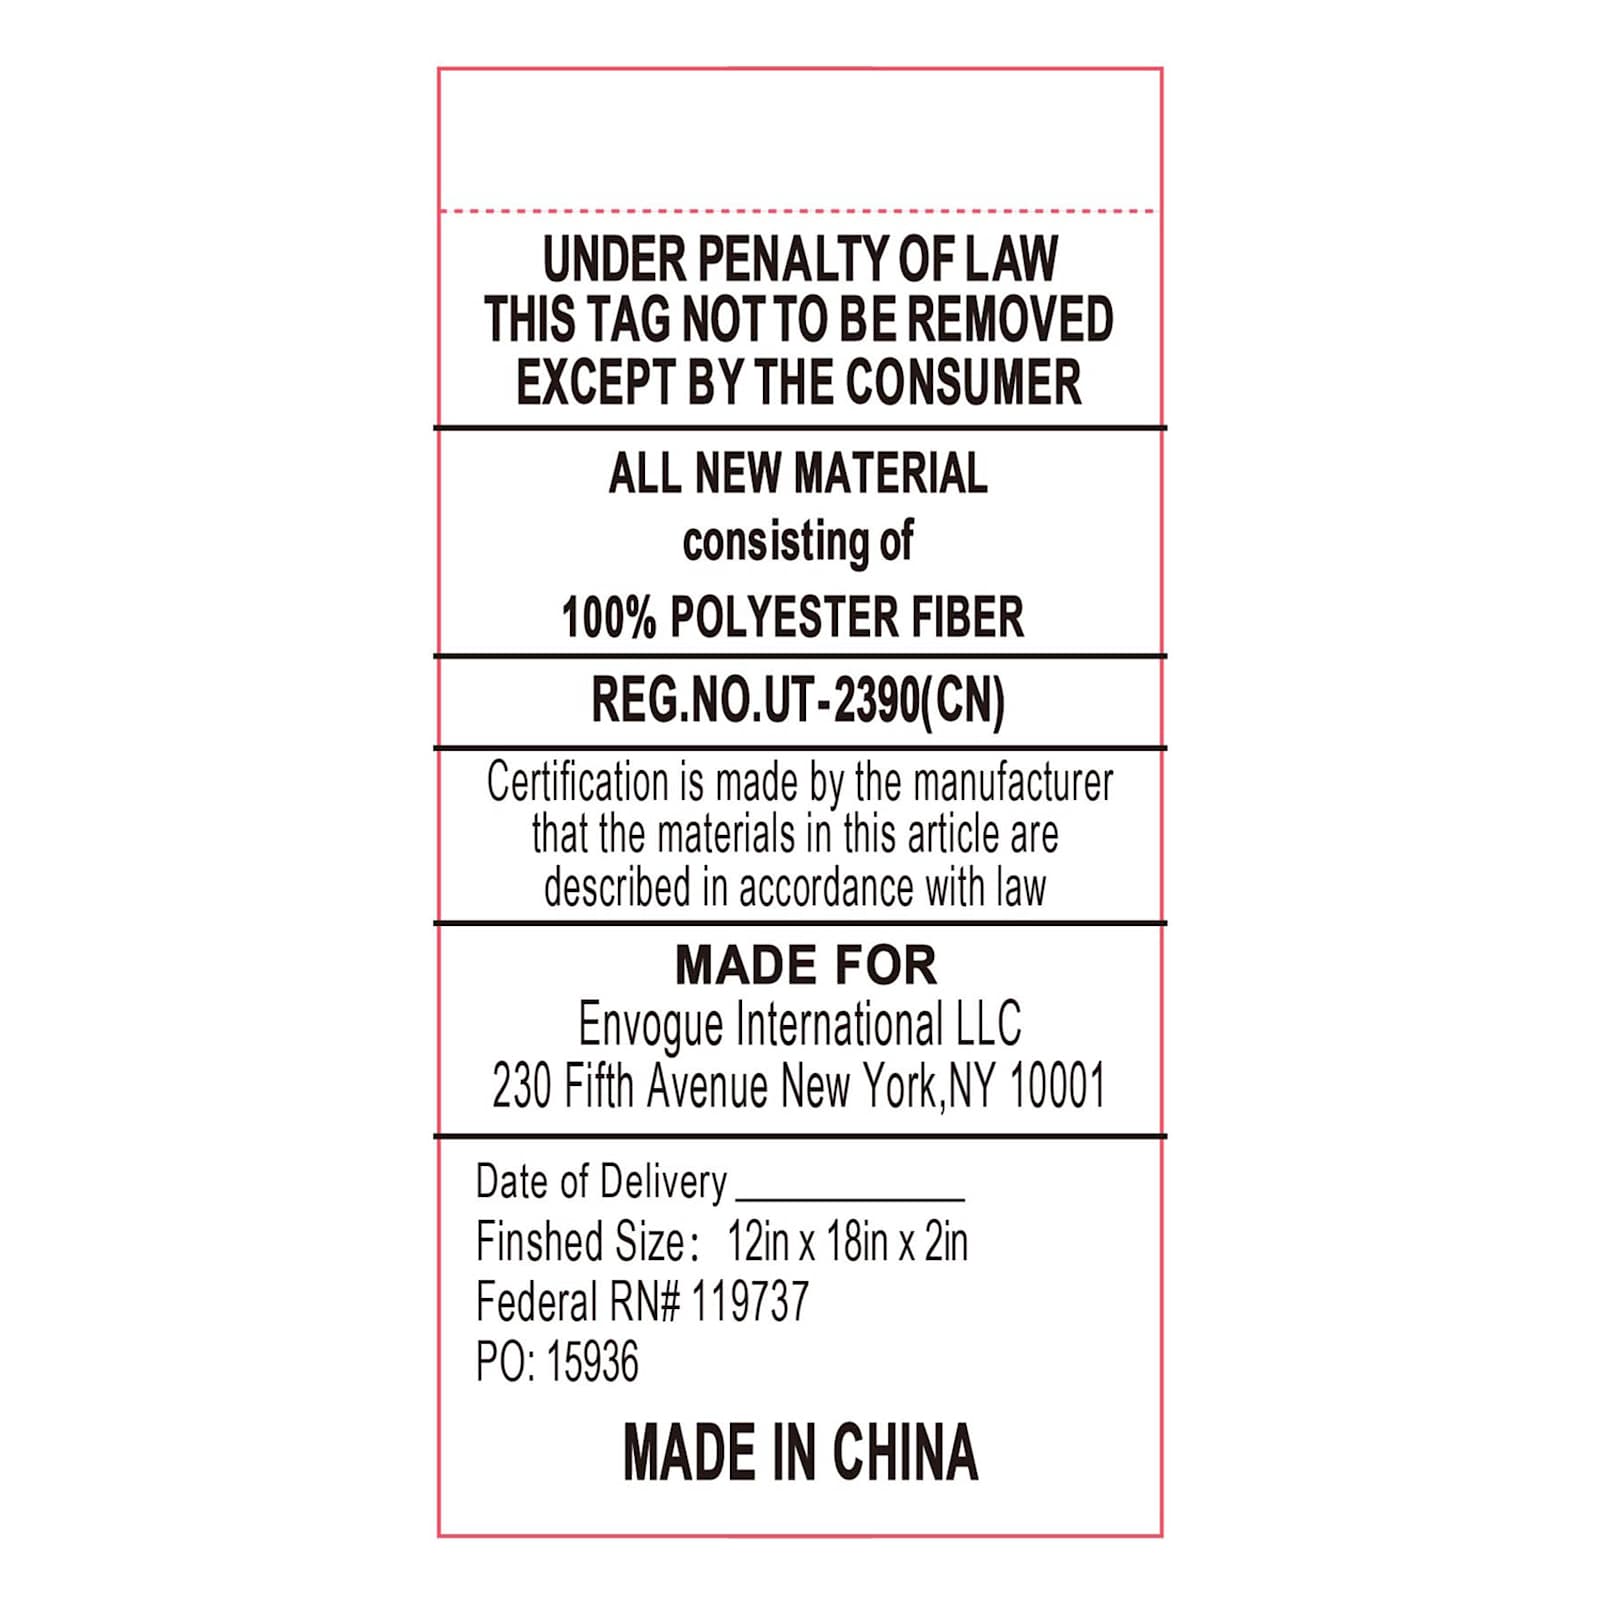 UNDER PENALTY OF LAW
THIS TAG NOT TO BE REMOVED
EXCEPT BY THE CONSUMER
ALL NEW MATERIAL
consisting of
100% POLYESTER FIBER
REG.NO.UT-2390(CN)
Certification is made by the manufacturer
that the materials in this article are
described in accordance with law
MADE FOR
Envogue International LLC
230 Fifth Avenue New York,NY 10001
Date of Delivery____________
Finshed Size： 12in x 18in x 2in
Federal RN# 119737
PO: 15936
MADE IN CHINA